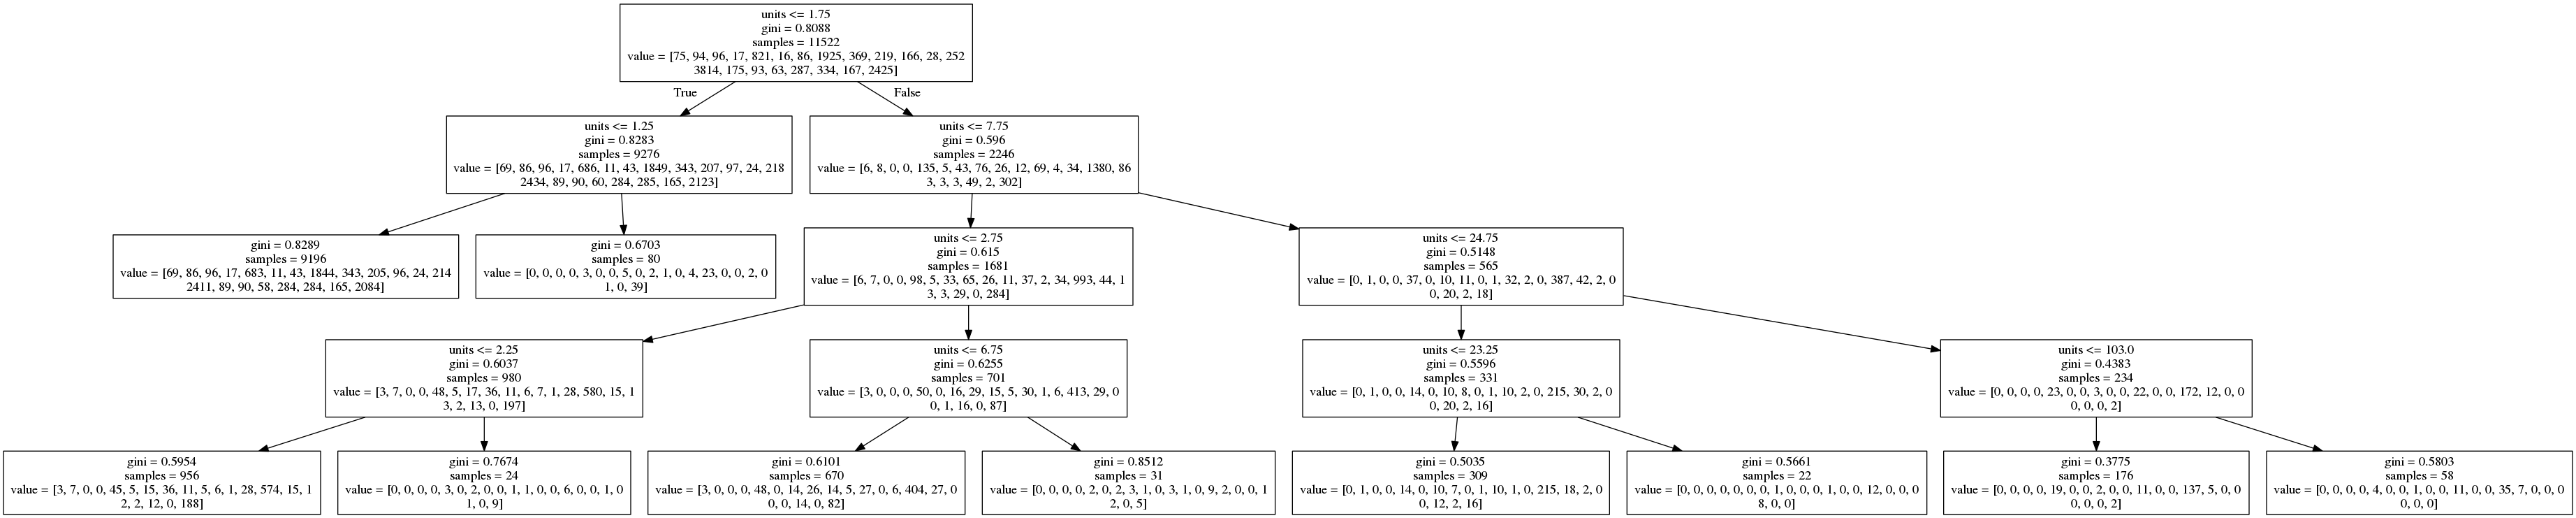 units <= 1.75
gini = 0.8088
samples = 11522
value = [75, 94, 96, 17, 821, 16, 86, 1925, 369, 219, 166, 28, 252
3814, 175, 93, 63, 287, 334, 167, 2425]
True
False
units <= 1.25
gini = 0.8283
samples = 9276
value = [69, 86, 96, 17, 686, 11, 43, 1849, 343, 207, 97, 24, 218
2434, 89, 90, 60, 284, 285, 165, 2123]
units <= 7.75
gini = 0.596
samples = 2246
value = [6, 8, 0, 0, 135, 5, 43, 76, 26, 12, 69, 4, 34, 1380, 86
3, 3, 3, 49, 2, 302]
gini = 0.8289
samples = 9196
value = [69, 86, 96, 17, 683, 11, 43, 1844, 343, 205, 96, 24, 214
2411, 89, 90, 58, 284, 284, 165, 2084]
gini = 0.6703
samples = 80
value = [0, 0, 0, 0, 3, 0, 0, 5, 0, 2, 1, 0, 4, 23, 0, 0, 2, 0
1, 0, 39]
units <= 2.75
gini = 0.615
samples = 1681
value = [6, 7, 0, 0, 98, 5, 33, 65, 26, 11, 37, 2, 34, 993, 44, 1
3, 3, 29, 0, 284]
units <= 24.75
gini = 0.5148
samples = 565
value = [0, 1, 0, 0, 37, 0, 10, 11, 0, 1, 32, 2, 0, 387, 42, 2, 0
0, 20, 2, 18]
units <= 2.25
gini = 0.6037
samples = 980
value = [3, 7, 0, 0, 48, 5, 17, 36, 11, 6, 7, 1, 28, 580, 15, 1
3, 2, 13, 0, 197]
units <= 6.75
gini = 0.6255
samples = 701
value = [3, 0, 0, 0, 50, 0, 16, 29, 15, 5, 30, 1, 6, 413, 29, 0
0, 1, 16, 0, 87]
units <= 23.25
gini = 0.5596
samples = 331
value = [0, 1, 0, 0, 14, 0, 10, 8, 0, 1, 10, 2, 0, 215, 30, 2, 0
0, 20, 2, 16]
units <= 103.0
gini = 0.4383
samples = 234
value = [0, 0, 0, 0, 23, 0, 0, 3, 0, 0, 22, 0, 0, 172, 12, 0, 0
0, 0, 0, 2]
gini = 0.5954
samples = 956
value = [3, 7, 0, 0, 45, 5, 15, 36, 11, 5, 6, 1, 28, 574, 15, 1
2, 2, 12, 0, 188]
gini = 0.7674
samples = 24
value = [0, 0, 0, 0, 3, 0, 2, 0, 0, 1, 1, 0, 0, 6, 0, 0, 1, 0
1, 0, 9]
gini = 0.6101
samples = 670
value = [3, 0, 0, 0, 48, 0, 14, 26, 14, 5, 27, 0, 6, 404, 27, 0
0, 0, 14, 0, 82]
gini = 0.8512
samples = 31
value = [0, 0, 0, 0, 2, 0, 2, 3, 1, 0, 3, 1, 0, 9, 2, 0, 0, 1
2, 0, 5]
gini = 0.5035
samples = 309
value = [0, 1, 0, 0, 14, 0, 10, 7, 0, 1, 10, 1, 0, 215, 18, 2, 0
0, 12, 2, 16]
gini = 0.5661
samples = 22
value = [0, 0, 0, 0, 0, 0, 0, 1, 0, 0, 0, 1, 0, 0, 12, 0, 0, 0
8, 0, 0]
gini = 0.3775
samples = 176
value = [0, 0, 0, 0, 19, 0, 0, 2, 0, 0, 11, 0, 0, 137, 5, 0, 0
0, 0, 0, 2]
gini = 0.5803
samples = 58
value = [0, 0, 0, 0, 4, 0, 0, 1, 0, 0, 11, 0, 0, 35, 7, 0, 0, 0
0, 0, 0]